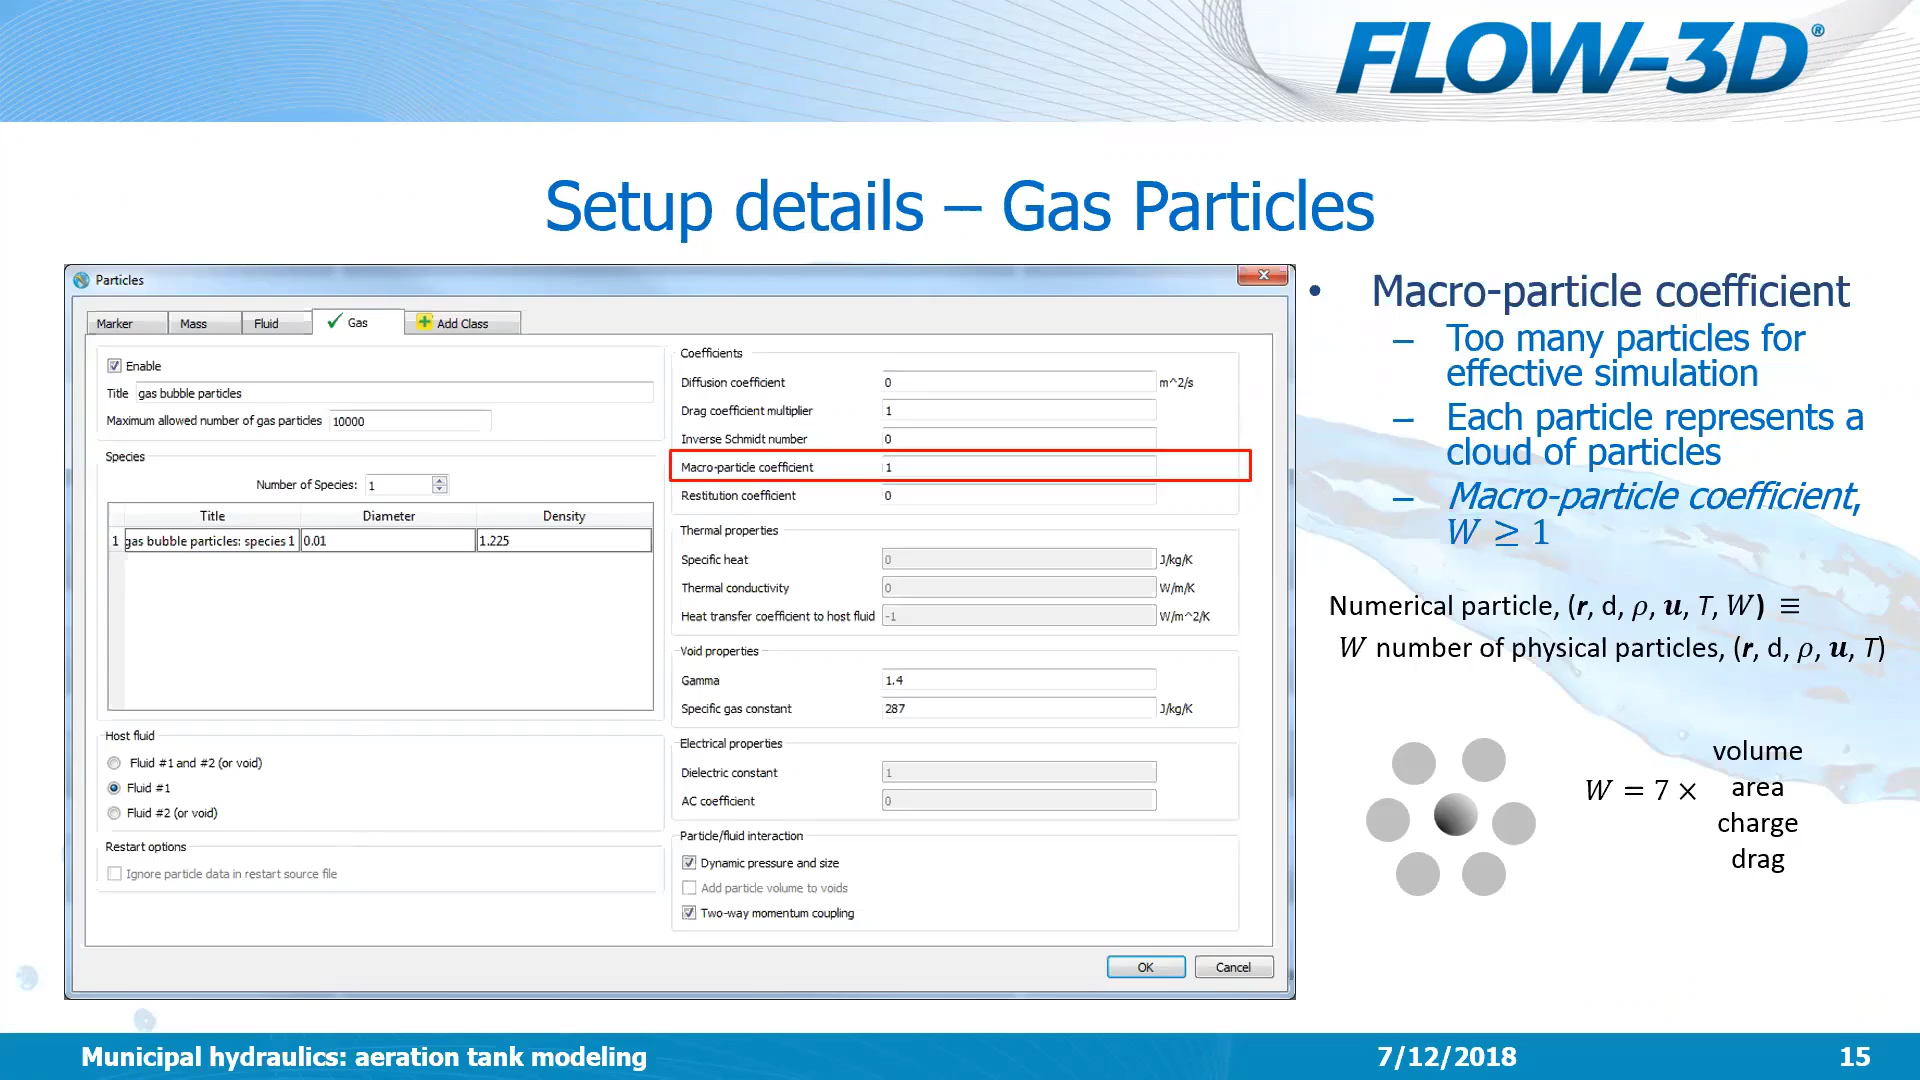 FLOW-3D®
Setup details – Gas Particles
Particles
Marker
Mass
Fluid
Gas
Add Class
Enable
Title gas bubble particles
Maximum allowed number of gas particles 10000
Species
Number of Species: 1
Title Diameter Density
1 gas bubble particles: species 1 0.01 1.225
Host fluid
Fluid #1 and #2 (or void)
Fluid #1
Fluid #2 (or void)
Restart options
Ignore particle data in restart source file
Coefficients
Diffusion coefficient 0 m^2/s
Drag coefficient multiplier 1
Inverse Schmidt number 0
Macro-particle coefficient 1
Restitution coefficient 0
Thermal properties
Specific heat 0 J/kg/K
Thermal conductivity 0 W/m/K
Heat transfer coefficient to host fluid -1 W/m^2/K
Void properties
Gamma 1.4
Specific gas constant 287 J/kg/K
Electrical properties
Dielectric constant 1
AC coefficient 0
Particle/fluid interaction
Dynamic pressure and size
Add particle volume to voids
Two-way momentum coupling
OK
Cancel
• Macro-particle coefficient
– Too many particles for
effective simulation
– Each particle represents a
cloud of particles
– Macro-particle coefficient,
W ≥ 1
Numerical particle, (r, d, ρ, u, T, W) ≡
W number of physical particles, (r, d, ρ, u, T)
W = 7 ×
volume
area
charge
drag
Municipal hydraulics: aeration tank modeling
7/12/2018
15